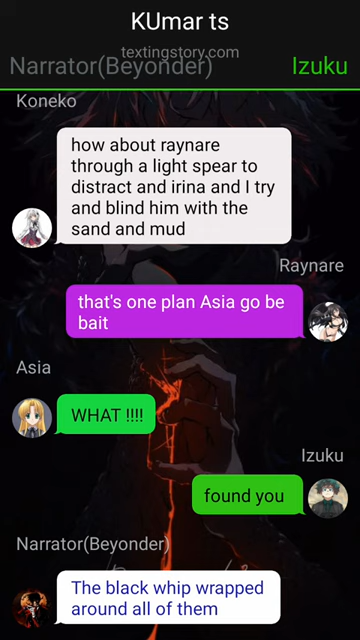 KUmar ts
textingstory.com
Narrator(Beyonder)
Izuku
Koneko
how about raynare
through a light spear to
distract and irina and I try
and blind him with the
sand and mud
Raynare
that's one plan Asia go be
bait
Asia
WHAT !!!!
Izuku
found you
Narrator(Beyonder)
The black whip wrapped
around all of them